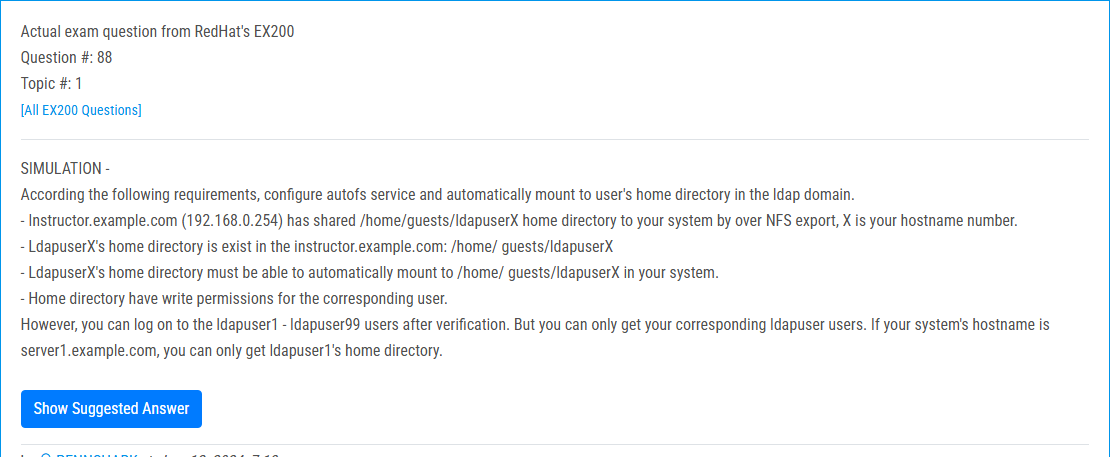 Actual exam question from RedHat's EX200
Question #: 88
Topic #: 1
[All EX200 Questions]
SIMULATION -
According the following requirements, configure autofs service and automatically mount to user's home directory in the ldap domain.
- Instructor.example.com (192.168.0.254) has shared /home/guests/ldapuserX home directory to your system by over NFS export, X is your hostname number.
- LdapuserX's home directory is exist in the instructor.example.com: /home/ guests/ldapuserX
- LdapuserX's home directory must be able to automatically mount to /home/ guests/ldapuserX in your system.
- Home directory have write permissions for the corresponding user.
However, you can log on to the ldapuser1 - ldapuser99 users after verification. But you can only get your corresponding ldapuser users. If your system's hostname is
server1.example.com, you can only get ldapuser1's home directory.
Show Suggested Answer